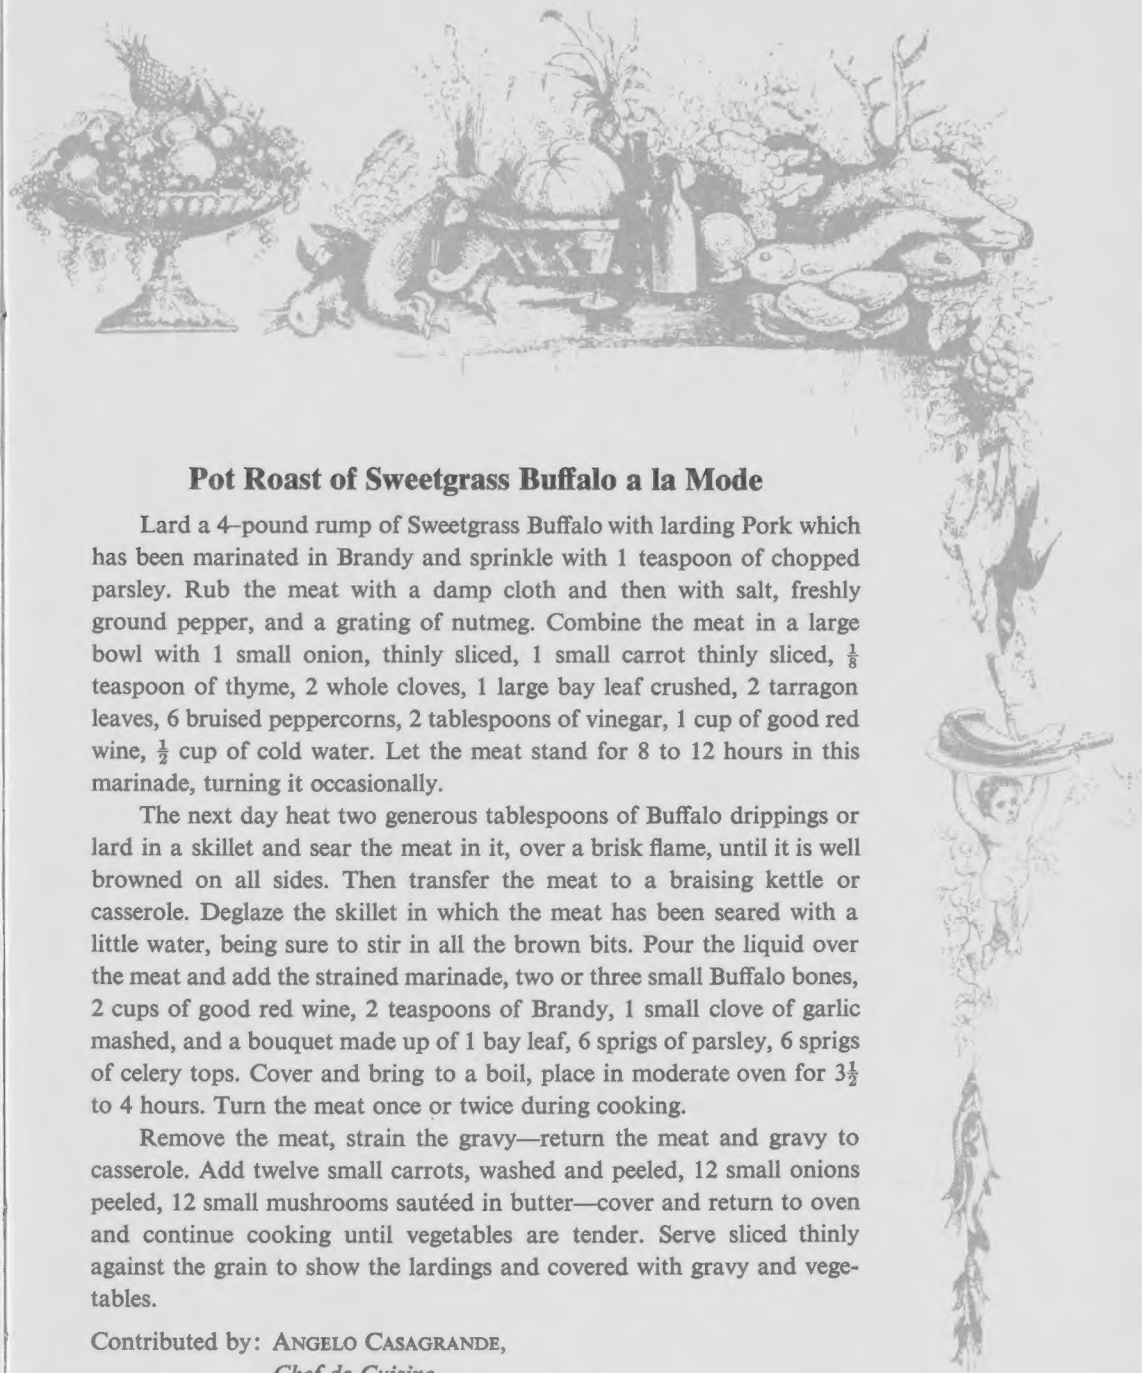 Pot Roast of Sweetgrass Buffalo a la Mode
Lard a 4–pound rump of Sweetgrass Buffalo with larding Pork which
has been marinated in Brandy and sprinkle with 1 teaspoon of chopped
parsley. Rub the meat with a damp cloth and then with salt, freshly
ground pepper, and a grating of nutmeg. Combine the meat in a large
bowl with 1 small onion, thinly sliced, 1 small carrot thinly sliced, ⅛
teaspoon of thyme, 2 whole cloves, 1 large bay leaf crushed, 2 tarragon
leaves, 6 bruised peppercorns, 2 tablespoons of vinegar, 1 cup of good red
wine, ½ cup of cold water. Let the meat stand for 8 to 12 hours in this
marinade, turning it occasionally.
The next day heat two generous tablespoons of Buffalo drippings or
lard in a skillet and sear the meat in it, over a brisk flame, until it is well
browned on all sides. Then transfer the meat to a braising kettle or
casserole. Deglaze the skillet in which the meat has been seared with a
little water, being sure to stir in all the brown bits. Pour the liquid over
the meat and add the strained marinade, two or three small Buffalo bones,
2 cups of good red wine, 2 teaspoons of Brandy, 1 small clove of garlic
mashed, and a bouquet made up of 1 bay leaf, 6 sprigs of parsley, 6 sprigs
of celery tops. Cover and bring to a boil, place in moderate oven for 3½
to 4 hours. Turn the meat once or twice during cooking.
Remove the meat, strain the gravy—return the meat and gravy to
casserole. Add twelve small carrots, washed and peeled, 12 small onions
peeled, 12 small mushrooms sautéed in butter—cover and return to oven
and continue cooking until vegetables are tender. Serve sliced thinly
against the grain to show the lardings and covered with gravy and vege-
tables.
Contributed by: ANGELO CASAGRANDE,
Chef de Cuisine